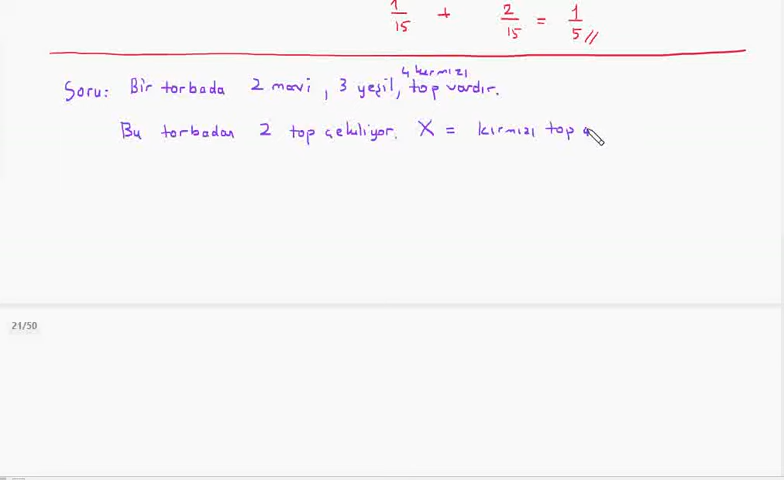 1/15 + 2/15 = 1/5 //
4 kırmızı
Soru: Bir torbada 2 mavi, 3 yeşil, top vardır.
Bu torbadan 2 top çekiliyor. X = kırmızı top
21/50